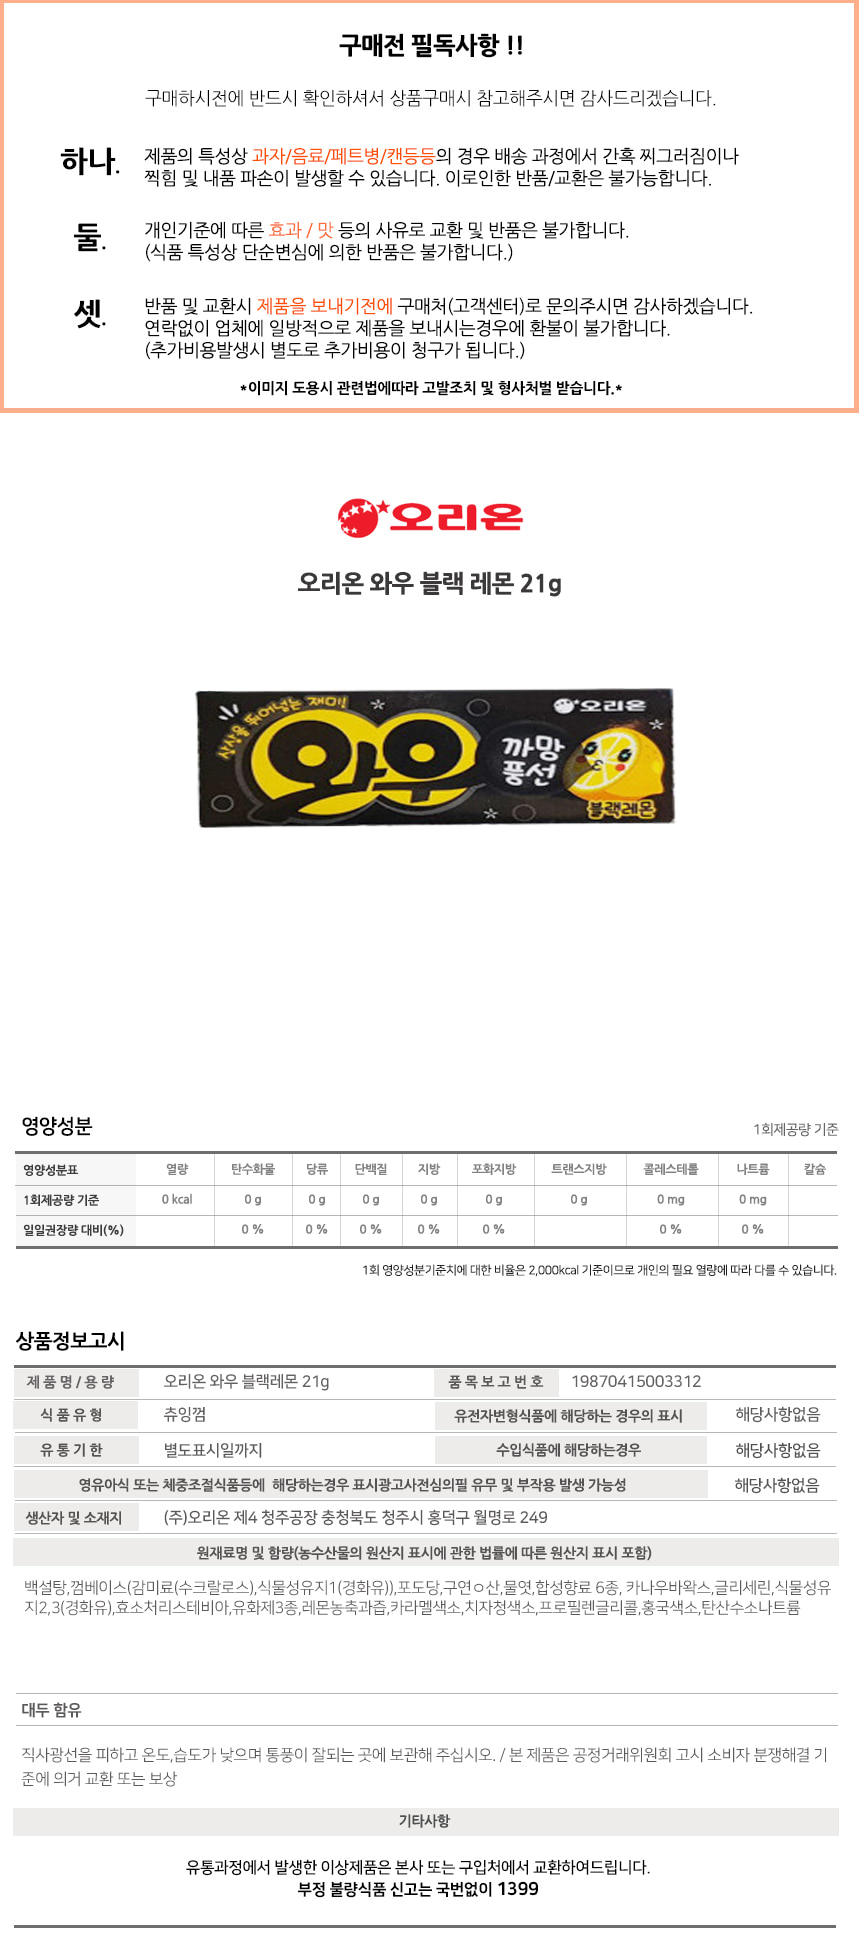 구매전 필독사항 !!
구매하시전에 반드시 확인하셔서 상품구매시 참고해주시면 감사드리겠습니다.
하나. 제품의 특성상 과자/음료/페트병/캔등등의 경우 배송 과정에서 간혹 찌그러짐이나
찍힘 및 내품 파손이 발생할 수 있습니다. 이로인한 반품/교환은 불가능합니다.
둘. 개인기준에 따른 효과 / 맛 등의 사유로 교환 및 반품은 불가합니다.
(식품 특성상 단순변심에 의한 반품은 불가합니다.)
셋. 반품 및 교환시 제품을 보내기전에 구매처(고객센터)로 문의주시면 감사하겠습니다.
연락없이 업체에 일방적으로 제품을 보내시는경우에 환불이 불가합니다.
(추가비용발생시 별도로 추가비용이 청구가 됩니다.)
*이미지 도용시 관련법에따라 고발조치 및 형사처벌 받습니다.*
오리온
오리온 와우 블랙 레몬 21g
상상을 뛰어넘는 재미!
오리온
와우
까망
풍선
블랙레몬
영양성분
1회제공량 기준
영양성분표 열량 탄수화물 당류 단백질 지방 포화지방 트랜스지방 콜레스테롤 나트륨 칼슘
1회제공량 기준 0 kcal 0 g 0 g 0 g 0 g 0 g 0 g 0 mg 0 mg
일일권장량 대비(%) 0 % 0 % 0 % 0 % 0 % 0 % 0 %
1회 영양성분기준치에 대한 비율은 2,000kcal 기준이므로 개인의 필요 열량에 따라 다를 수 있습니다.
상품정보고시
제 품 명 / 용 량 오리온 와우 블랙레몬 21g 품 목 보 고 번 호 19870415003312
식 품 유 형 츄잉껌 유전자변형식품에 해당하는 경우의 표시 해당사항없음
유 통 기 한 별도표시일까지 수입식품에 해당하는경우 해당사항없음
영유아식 또는 체중조절식품등에 해당하는경우 표시광고사전심의필 유무 및 부작용 발생 가능성 해당사항없음
생산자 및 소재지 (주)오리온 제4 청주공장 충청북도 청주시 흥덕구 월명로 249
원재료명 및 함량(농수산물의 원산지 표시에 관한 법률에 따른 원산지 표시 포함)
백설탕,껌베이스(감미료(수크랄로스),식물성유지1(경화유)),포도당,구연ㅇ산,물엿,합성향료 6종, 카나우바왁스,글리세린,식물성유
지2,3(경화유),효소처리스테비아,유화제3종,레몬농축과즙,카라멜색소,치자청색소,프로필렌글리콜,홍국색소,탄산수소나트륨
대두 함유
직사광선을 피하고 온도,습도가 낮으며 통풍이 잘되는 곳에 보관해 주십시오. / 본 제품은 공정거래위원회 고시 소비자 분쟁해결 기
준에 의거 교환 또는 보상
기타사항
유통과정에서 발생한 이상제품은 본사 또는 구입처에서 교환하여드립니다.
부정 불량식품 신고는 국번없이 1399